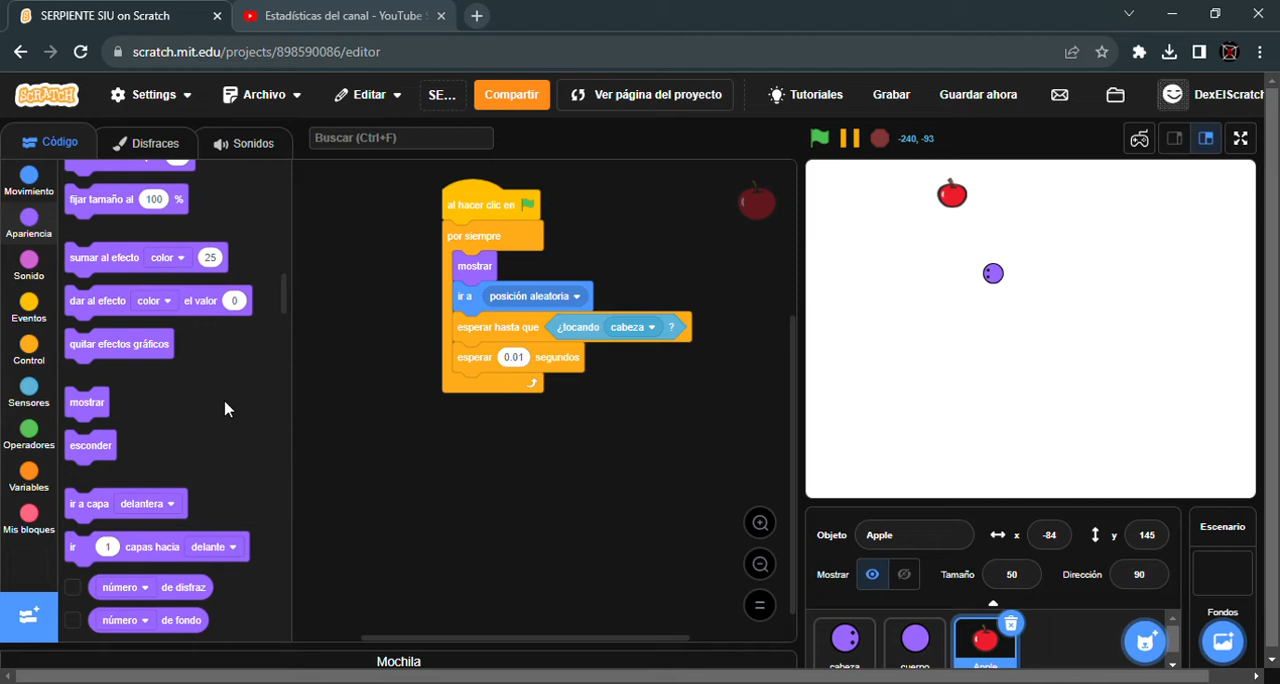 SERPIENTE SIU on Scratch
Estadísticas del canal - YouTube S
scratch.mit.edu/projects/898590086/editor
SCRATCH Settings Archivo Editar SE... Compartir Ver página del proyecto Tutoriales Grabar Guardar ahora DexElScratch
Código Disfraces Sonidos Buscar (Ctrl+F) -240, -93
Movimiento
Apariencia
Sonido
Eventos
Control
Sensores
Operadores
Variables
Mis bloques
fijar tamaño al 100 %
sumar al efecto color 25
dar al efecto color el valor 0
quitar efectos gráficos
mostrar
esconder
ir a capa delantera
ir 1 capas hacia delante
número de disfraz
número de fondo
al hacer clic en
por siempre
mostrar
ir a posición aleatoria
esperar hasta que ¿tocando cabeza ?
esperar 0.01 segundos
Mochila
Objeto Apple x -84 y 145
Mostrar Tamaño 50 Dirección 90
cabeza cuerpo Apple
Escenario
Fondos